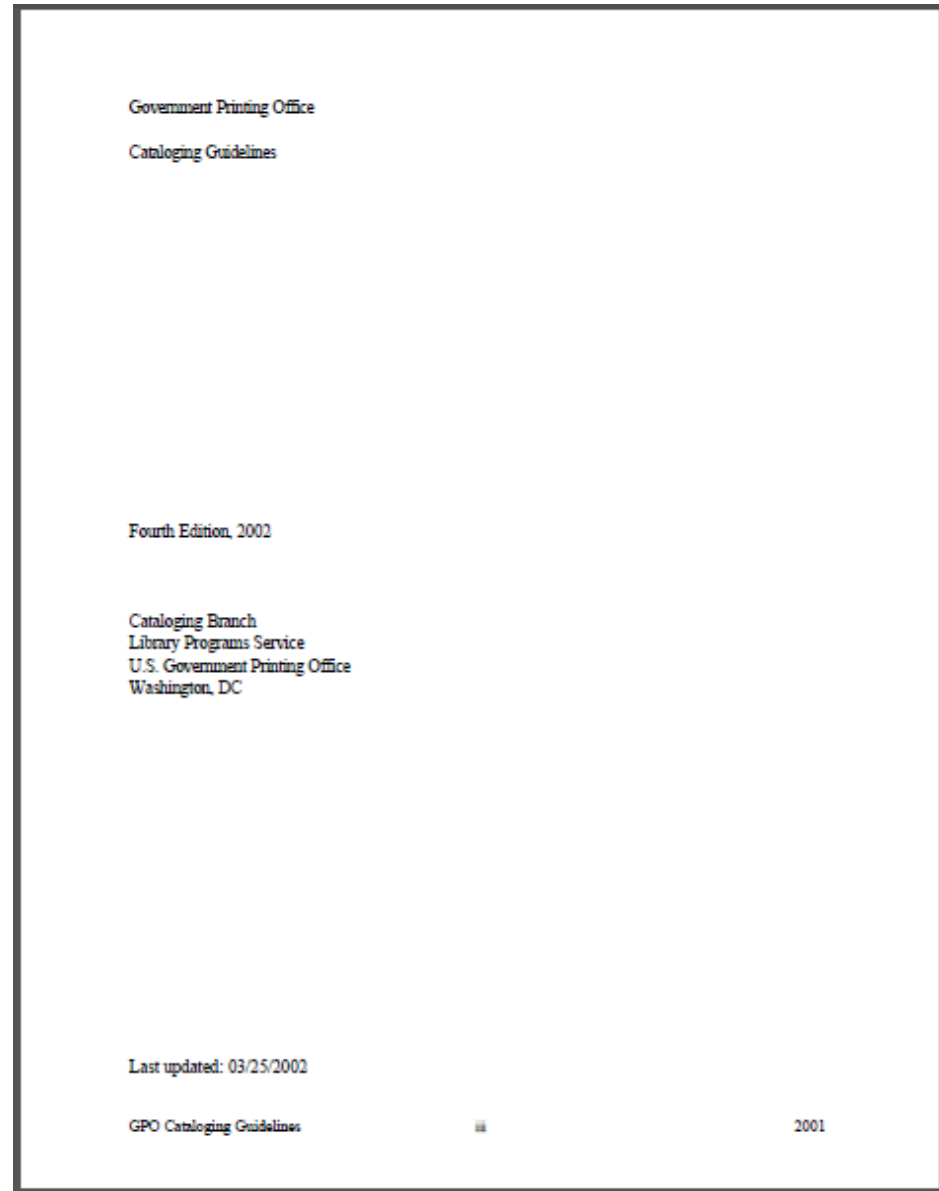 Government Printing Office
Cataloging Guidelines
Fourth Edition, 2002
Cataloging Branch
Library Programs Service
U.S. Government Printing Office
Washington, DC
Last updated: 03/25/2002
GPO Cataloging Guidelines 2001